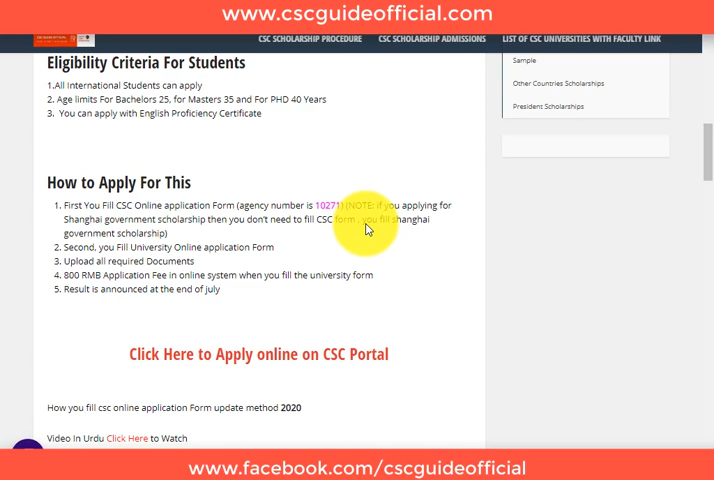 www.cscguideofficial.com
CSC SCHOLARSHIP PROCEDURE CSC SCHOLARSHIP ADMISSIONS LIST OF CSC UNIVERSITIES WITH FACULTY LINK
Eligibility Criteria For Students
1.All International Students can apply
2. Age limits For Bachelors 25, for Masters 35 and For PHD 40 Years
3. You can apply with English Proficiency Certificate
Sample
Other Countries Scholarships
President Scholarships
How to Apply For This
1. First You Fill CSC Online application Form (agency number is 10271) (NOTE: if you applying for
Shanghai government scholarship then you don't need to fill CSC form . you fill shanghai
government scholarship)
2. Second, you Fill University Online application Form
3. Upload all required Documents
4. 800 RMB Application Fee in online system when you fill the university form
5. Result is announced at the end of july
Click Here to Apply online on CSC Portal
How you fill csc online application Form update method 2020
Video In Urdu Click Here to Watch
www.facebook.com/cscguideofficial